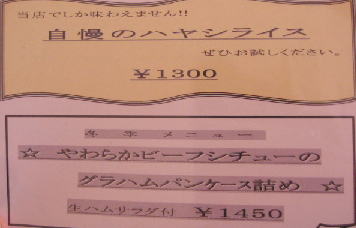 当店でしか味わえません!!
自慢のハヤシライス
ぜひお試しください。
￥1300
冬季 メニュー
☆ やわらかビーフシチューの
グラハムパンケース詰め ☆
生ハムサラダ付 ￥1450